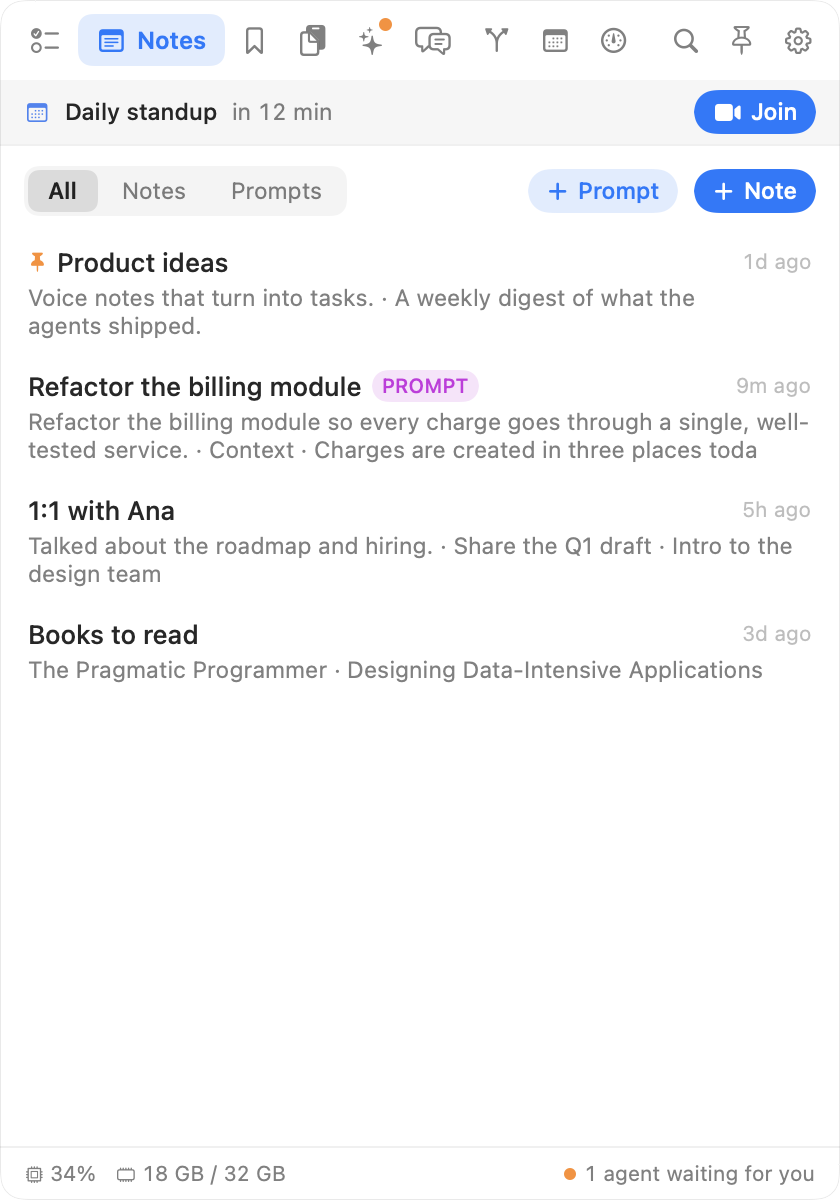 Notes
Daily standup in 12 min
Join
All Notes Prompts
+ Prompt
+ Note
Product ideas
1d ago
Voice notes that turn into tasks. · A weekly digest of what the
agents shipped.
Refactor the billing module PROMPT
9m ago
Refactor the billing module so every charge goes through a single, well-
tested service. · Context · Charges are created in three places toda
1:1 with Ana
5h ago
Talked about the roadmap and hiring. · Share the Q1 draft · Intro to the
design team
Books to read
3d ago
The Pragmatic Programmer · Designing Data-Intensive Applications
34% 18 GB / 32 GB
1 agent waiting for you